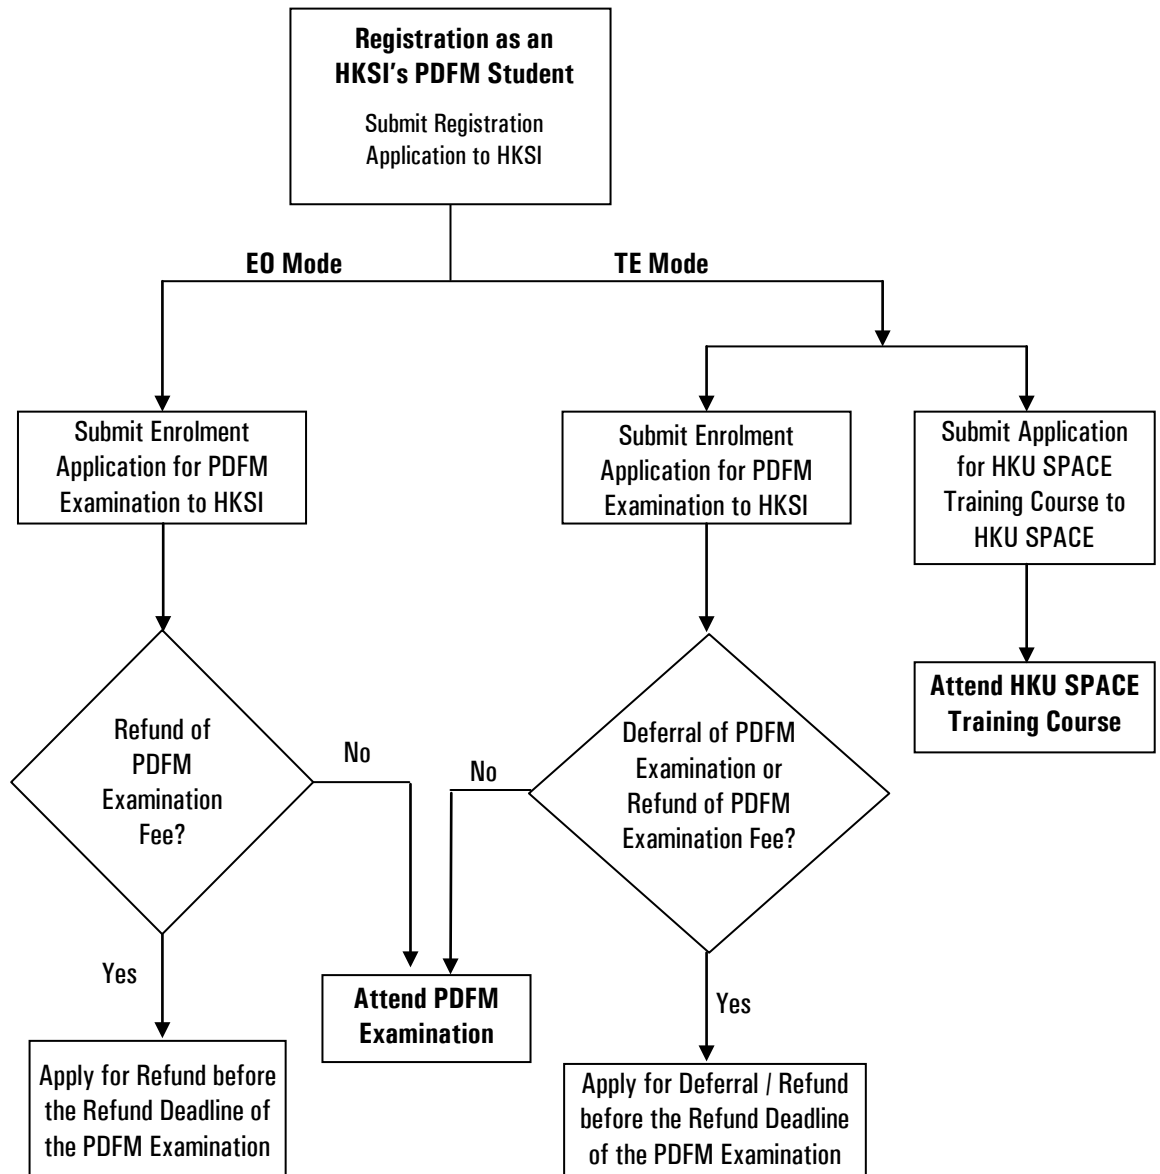 Registration as an
HKSI's PDFM Student
Submit Registration
Application to HKSI
EO Mode
TE Mode
Submit Enrolment
Application for PDFM
Examination to HKSI
Submit Enrolment
Application for PDFM
Examination to HKSI
Submit Application
for HKU SPACE
Training Course to
HKU SPACE
Refund of
PDFM
Examination
Fee?
No
No
Deferral of PDFM
Examination or
Refund of PDFM
Examination Fee?
Attend HKU SPACE
Training Course
Yes
Attend PDFM
Examination
Yes
Apply for Refund before
the Refund Deadline of
the PDFM Examination
Apply for Deferral / Refund
before the Refund Deadline
of the PDFM Examination